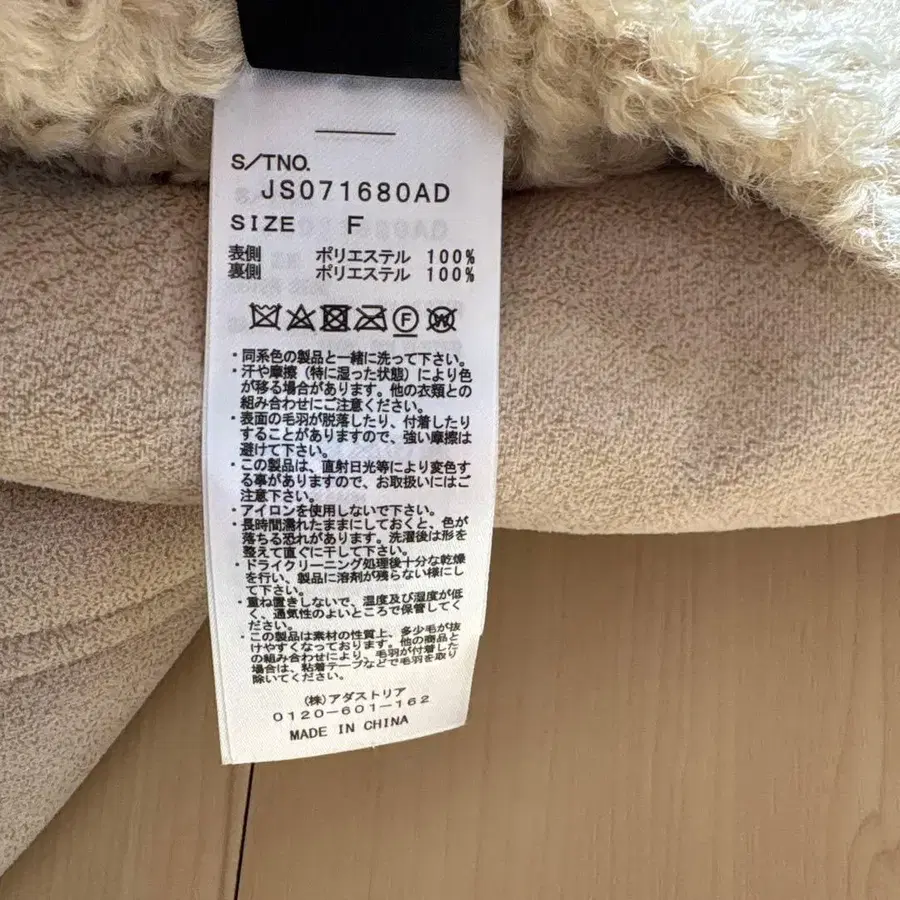 S/TNO.
JS071680AD
SIZE F
表側 ポリエステル 100%
裏側 ポリエステル 100%
F W
・同系色の製品と一緒に洗って下さい。
・汗や摩擦（特に湿った状態）により色
が移る場合があります。他の衣類との
組み合わせにご注意ください。
・表面の毛羽が脱落したり、付着したり
することがありますので、強い摩擦は
避けて下さい。
・この製品は、直射日光等により変色す
る事がありますので、お取扱いにはご
注意下さい。
・アイロンを使用しないで下さい。
・長時間濡れたままにしておくと、色が
落ちる恐れがあります。洗濯後は形を
整えて直ぐに干して下さい。
・ドライクリーニング処理後十分な乾燥
を行い、製品に溶剤が残らない様にし
て下さい。
・重ね置きしないで、温度及び湿度が低
く、通気性のよいところで保管してく
ださい。
・この製品は素材の性質上、多少毛が抜
けやすくなっております。他の商品と
の組み合わせにより、毛羽が付着した
場合は、粘着テープなどで毛羽を取り
除いてください。
(株)アダストリア
0120-601-162
MADE IN CHINA